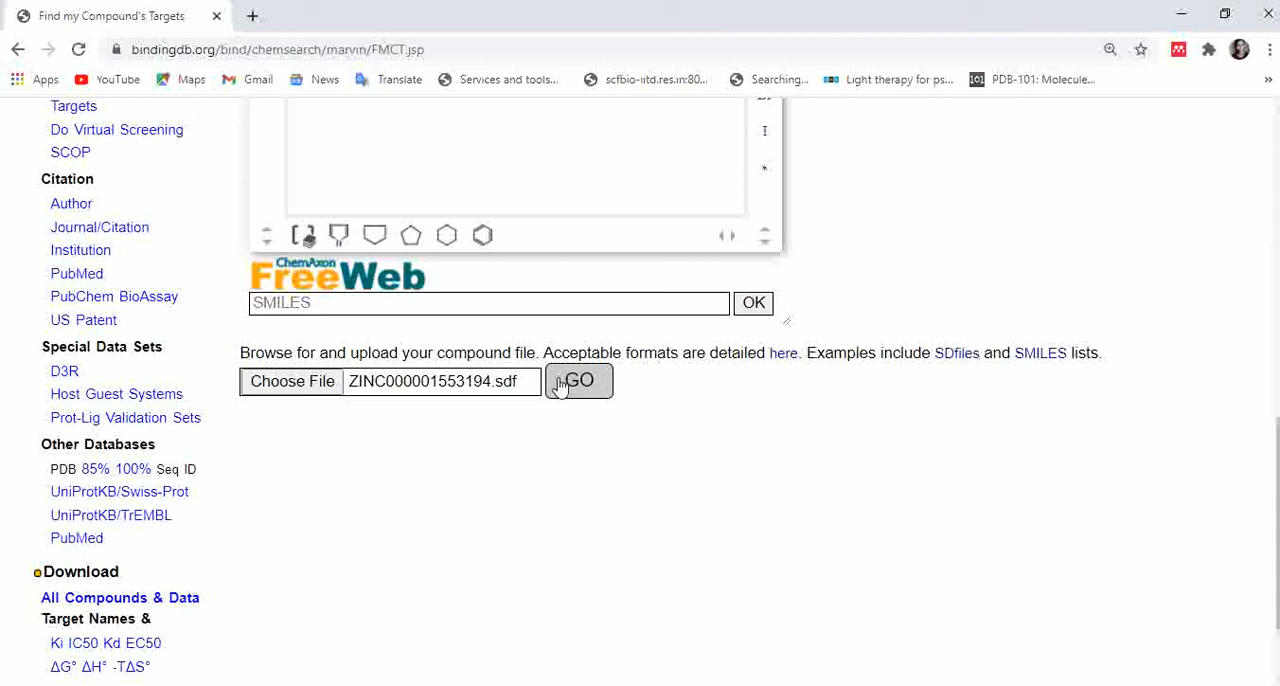 Find my Compound's Targets
bindingdb.org/bind/chemsearch/marvin/FMCT.jsp
Apps YouTube Maps Gmail News Translate Services and tools... scfbio-iitd.res.in:80... Searching... Light therapy for ps... 101 PDB-101: Molecule... »
Targets
Do Virtual Screening
SCOP
Citation
Author
Journal/Citation
Institution
PubMed
PubChem BioAssay
US Patent
Special Data Sets
D3R
Host Guest Systems
Prot-Lig Validation Sets
Other Databases
PDB 85% 100% Seq ID
UniProtKB/Swiss-Prot
UniProtKB/TrEMBL
PubMed
Download
All Compounds & Data
Target Names &
Ki IC50 Kd EC50
ΔG° ΔH° -TΔS°
I
*
ChemAxon
FreeWeb
SMILES OK
Browse for and upload your compound file. Acceptable formats are detailed here. Examples include SDfiles and SMILES lists.
Choose File ZINC000001553194.sdf GO